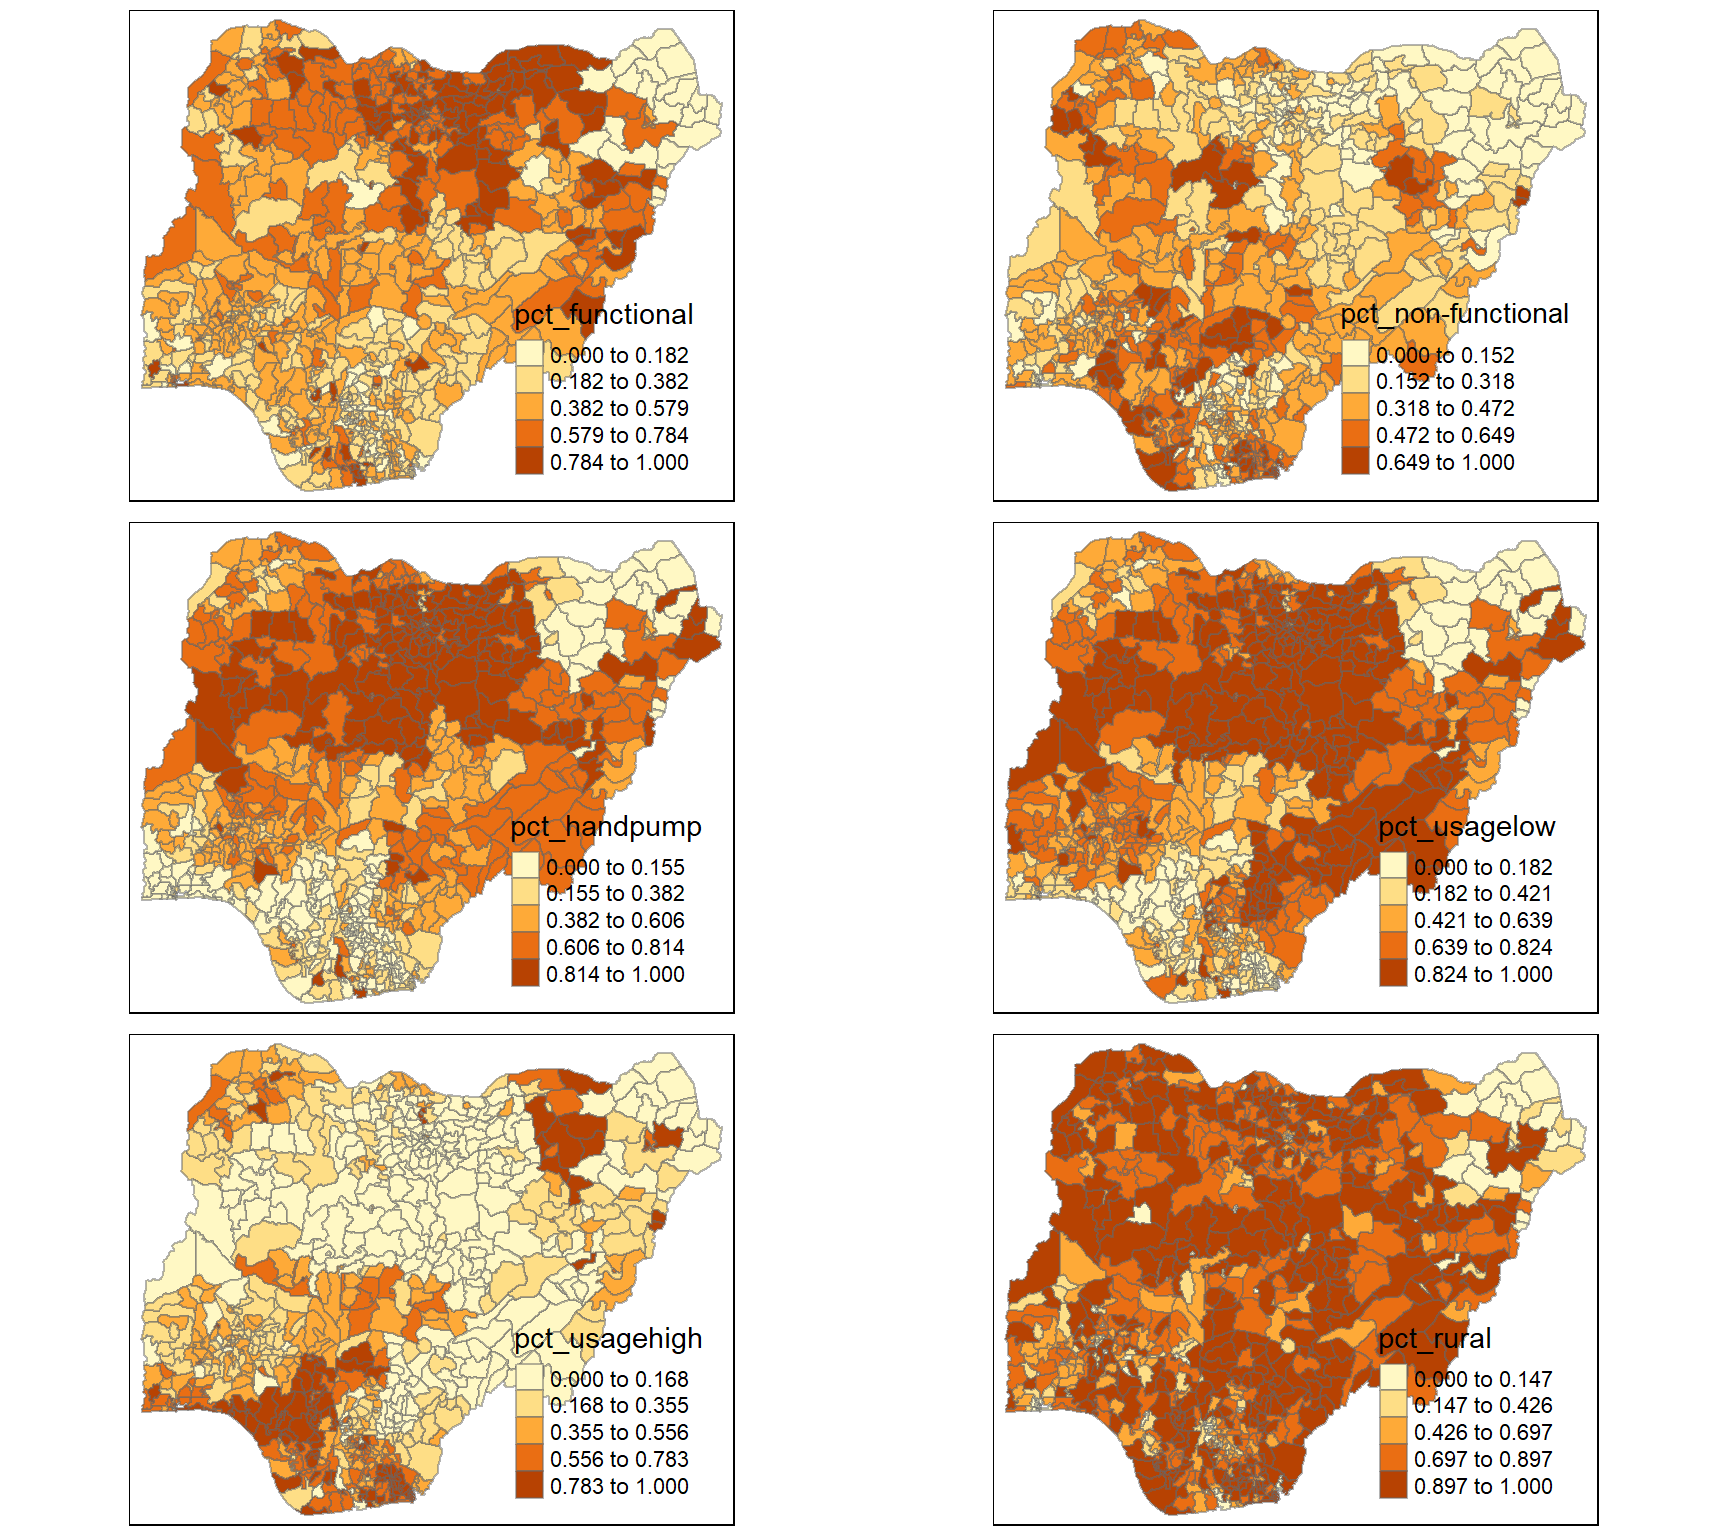 pct_functional
0.000 to 0.182
0.182 to 0.382
0.382 to 0.579
0.579 to 0.784
0.784 to 1.000
pct_non-functional
0.000 to 0.152
0.152 to 0.318
0.318 to 0.472
0.472 to 0.649
0.649 to 1.000
pct_handpump
0.000 to 0.155
0.155 to 0.382
0.382 to 0.606
0.606 to 0.814
0.814 to 1.000
pct_usagelow
0.000 to 0.182
0.182 to 0.421
0.421 to 0.639
0.639 to 0.824
0.824 to 1.000
pct_usagehigh
0.000 to 0.168
0.168 to 0.355
0.355 to 0.556
0.556 to 0.783
0.783 to 1.000
pct_rural
0.000 to 0.147
0.147 to 0.426
0.426 to 0.697
0.697 to 0.897
0.897 to 1.000